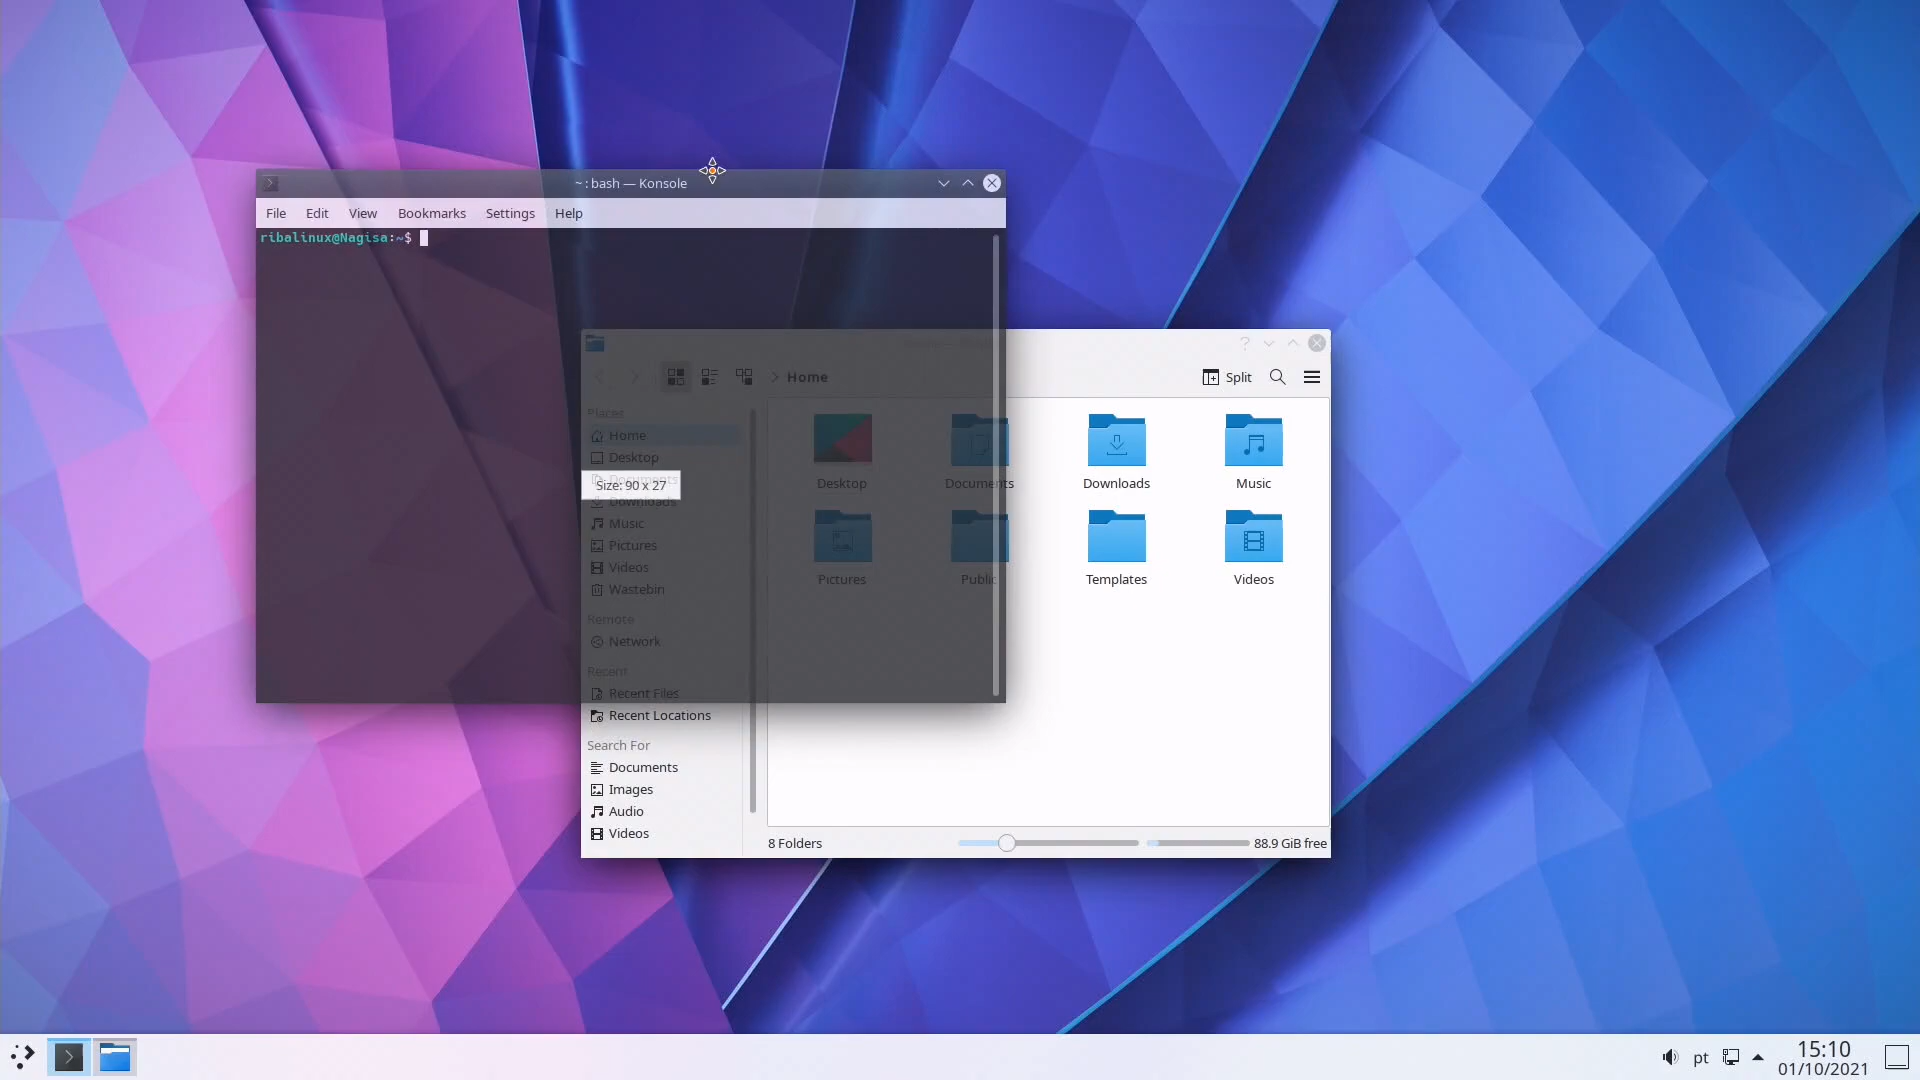 ~ : bash — Konsole
File Edit View Bookmarks Settings Help
ribalinux@Nagisa:~$
Home
Split
Places
Home
Desktop
Documents
Size: 90 x 27
Downloads
Music
Pictures
Videos
Wastebin
Remote
Network
Recent
Recent Files
Recent Locations
Search For
Documents
Images
Audio
Videos
Desktop Documents Downloads Music
Pictures Public Templates Videos
8 Folders
88.9 GiB free
pt
15:10
01/10/2021